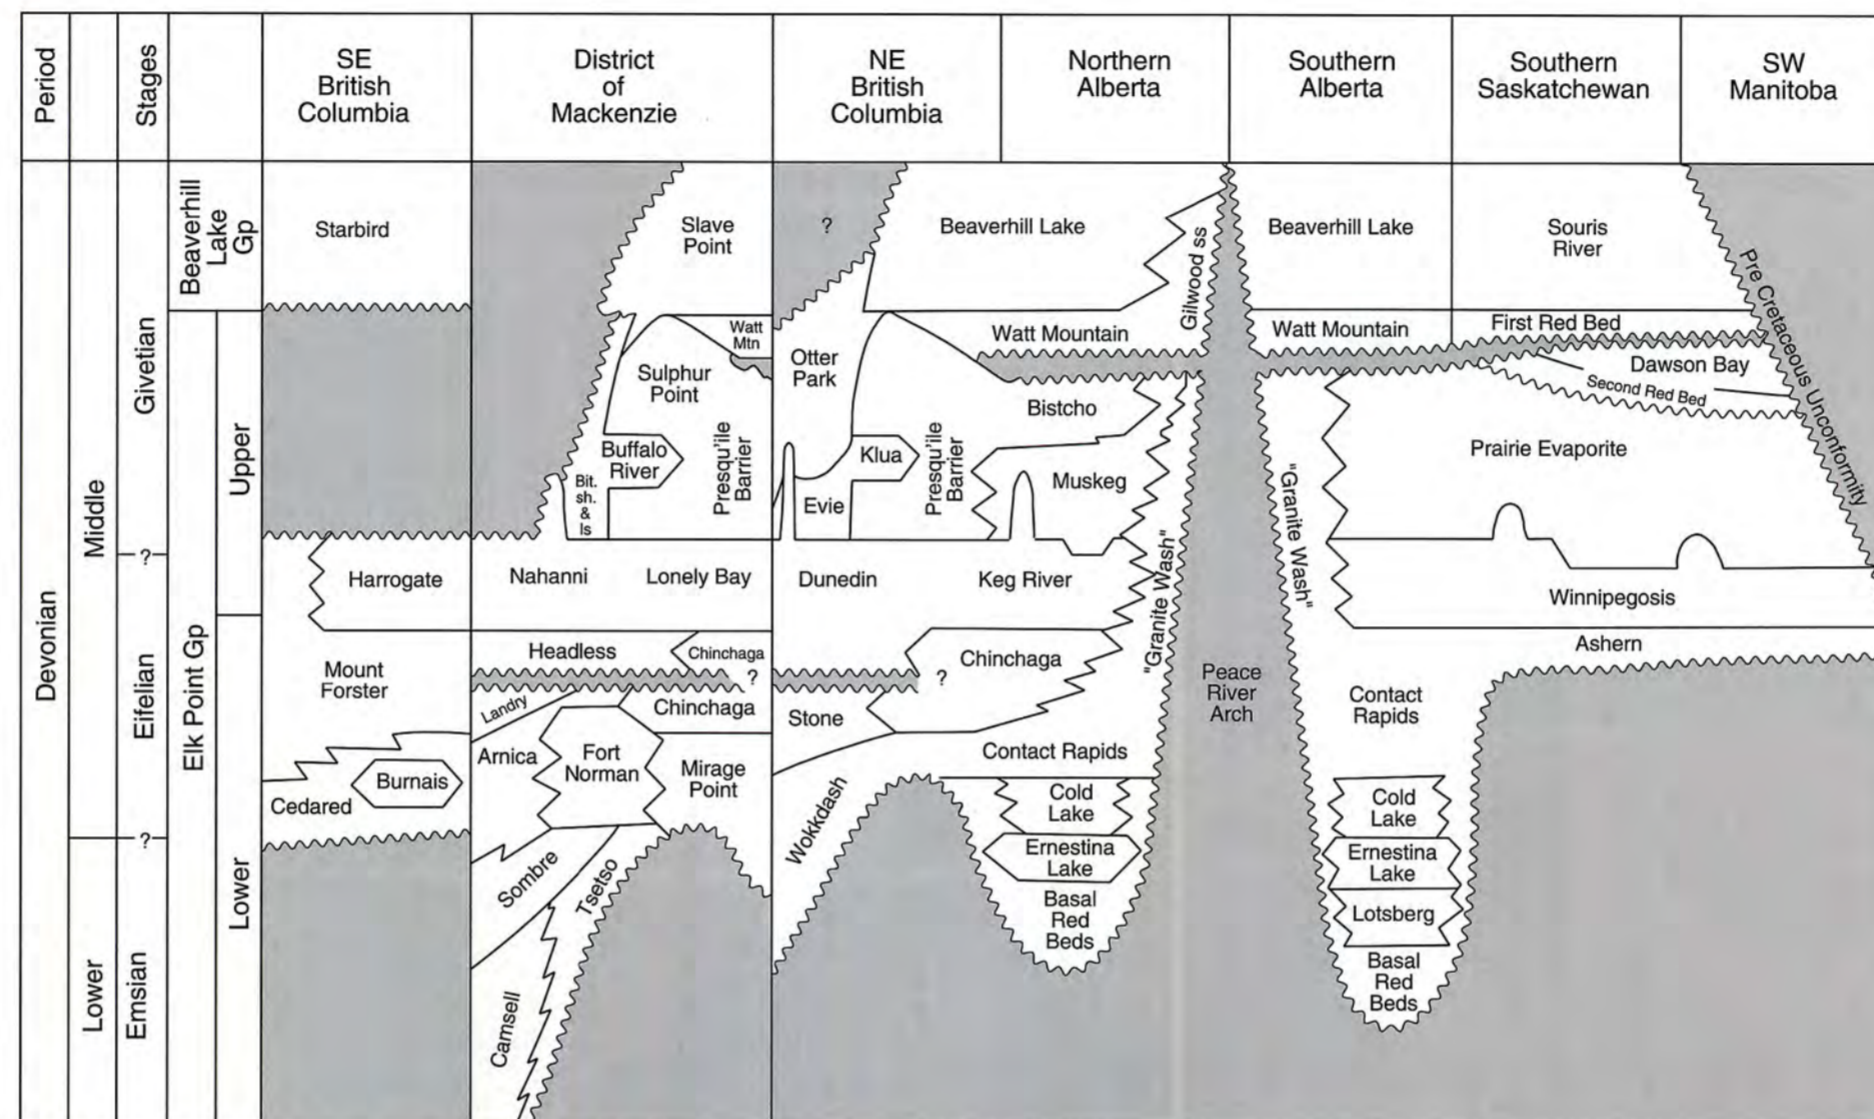 Period
Stages
SE
British
Columbia
District
of
Mackenzie
NE
British
Columbia
Northern
Alberta
Southern
Alberta
Southern
Saskatchewan
SW
Manitoba
Devonian
Middle
Lower
Givetian
?
Eifelian
?
Emsian
Beaverhill
Lake
Gp
Elk Point Gp
Upper
Lower
Starbird
Harrogate
Mount
Forster
Burnais
Cedared
Slave
Point
Watt
Mtn
Sulphur
Point
Buffalo
River
Presqu'ile
Barrier
Bit.
sh.
&
ls
Nahanni
Lonely Bay
Headless
Chinchaga
?
Landry
Chinchaga
Arnica
Fort
Norman
Mirage
Point
Sombre
Tsetso
Camsell
?
Otter
Park
Klua
Evie
Presqu'ile
Barrier
Dunedin
?
Stone
Wokkdash
Beaverhill Lake
Gilwood ss
Watt Mountain
Bistcho
Muskeg
Keg River
"Granite Wash"
Chinchaga
Contact Rapids
Cold
Lake
Ernestina
Lake
Basal
Red
Beds
Peace
River
Arch
Beaverhill Lake
Watt Mountain
"Granite Wash"
Contact
Rapids
Cold
Lake
Ernestina
Lake
Lotsberg
Basal
Red
Beds
Souris
River
First Red Bed
Dawson Bay
Second Red Bed
Prairie Evaporite
Winnipegosis
Ashern
Pre Cretaceous Unconformity